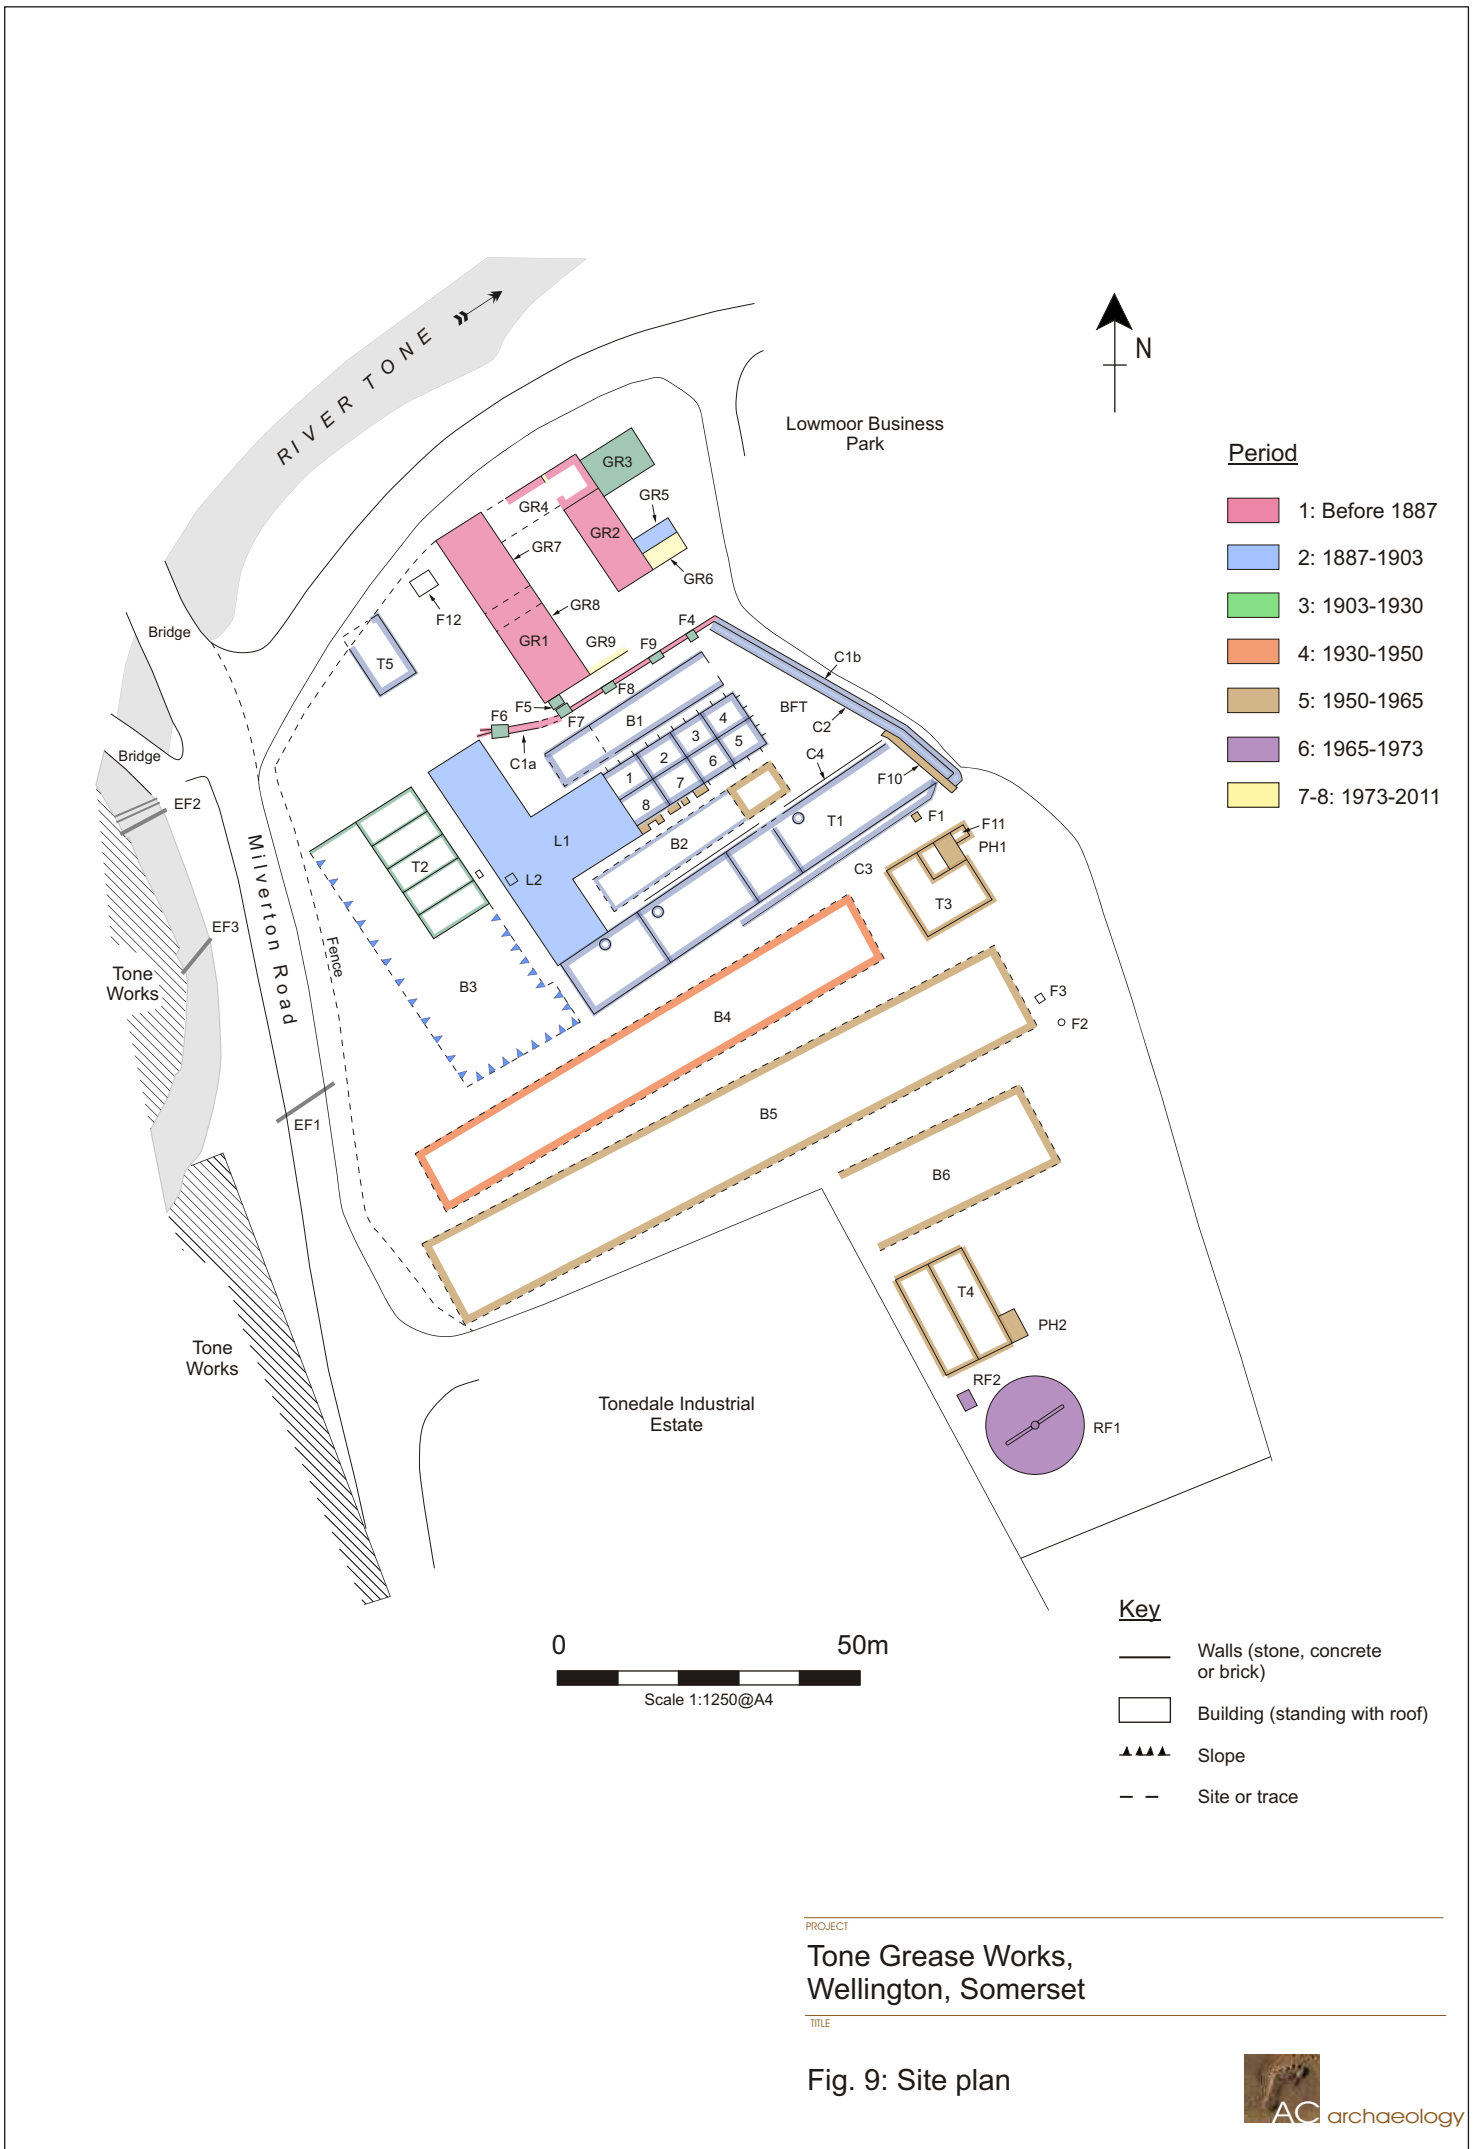 RIVER TONE
N
Lowmoor Business
Park
Period
1: Before 1887
2: 1887-1903
3: 1903-1930
4: 1930-1950
5: 1950-1965
6: 1965-1973
7-8: 1973-2011
GR3
GR4
GR5
GR2
GR7
GR6
GR8
F12
GR1
GR9
F4
F9
Bridge
T5
C1b
F8
F5
F6
F7
B1
BFT
C2
C1a
C4
Bridge
F10
1
2
3
4
5
6
7
8
EF2
Milverton Road
L1
T1
F1
F11
PH1
B2
T2
L2
C3
T3
EF3
Fence
Tone
Works
B3
F3
B4
F2
B5
EF1
B6
T4
PH2
Tone
Works
RF2
Tonedale Industrial
Estate
RF1
Key
Walls (stone, concrete
or brick)
Building (standing with roof)
Slope
Site or trace
0
50m
Scale 1:1250@A4
PROJECT
Tone Grease Works,
Wellington, Somerset
TITLE
Fig. 9: Site plan
AC archaeology